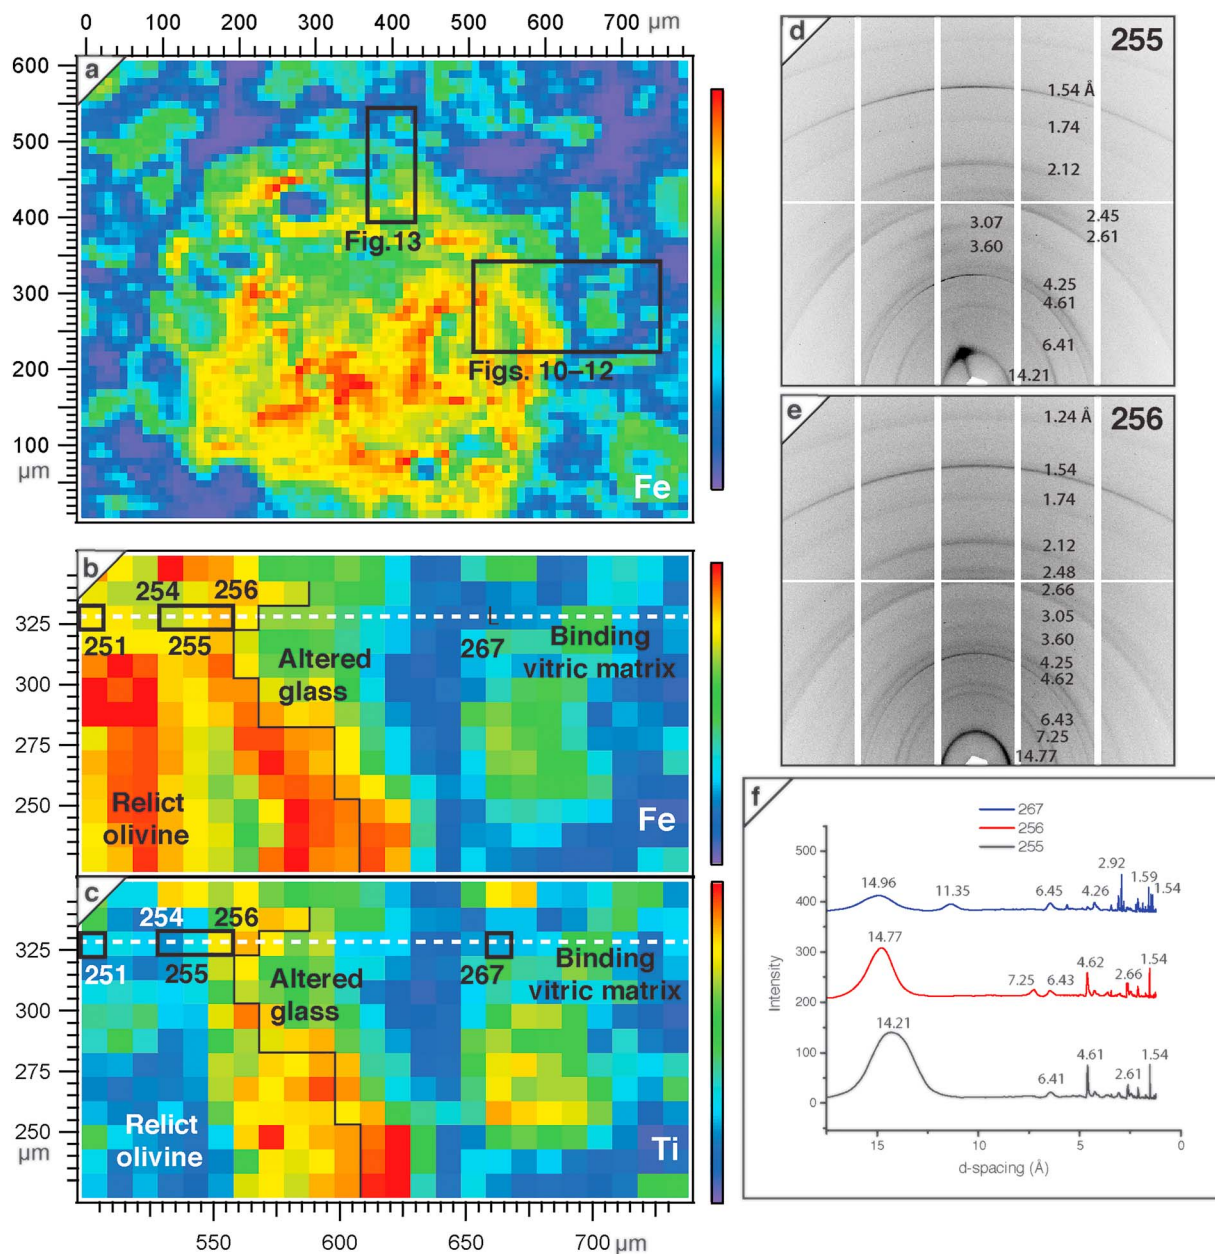 µm
0 100 200 300 400 500 600 700
a
600
500
400
300
200
100
µm
Fig.13
Figs. 10–12
Fe
b
325
300
275
250
254 256
251 255
267
Altered
glass
Binding
vitric matrix
Relict
olivine
Fe
c
325
300
275
250
µm
254 256
251 255
267
Altered
glass
Binding
vitric matrix
Relict
olivine
Ti
550 600 650 700 µm
d
255
1.54 Å
1.74
2.12
2.45
2.61
3.07
3.60
4.25
4.61
6.41
14.21
e
256
1.24 Å
1.54
1.74
2.12
2.48
2.66
3.05
3.60
4.25
4.62
6.43
7.25
14.77
f
267
256
255
500
400
300
200
100
0
Intensity
14.96 11.35 6.45 4.26 2.92 1.59 1.54
14.77 7.25 6.43 4.62 2.66 1.54
14.21 6.41 4.61 2.61 1.54
15 10 5 0
d-spacing (Å)